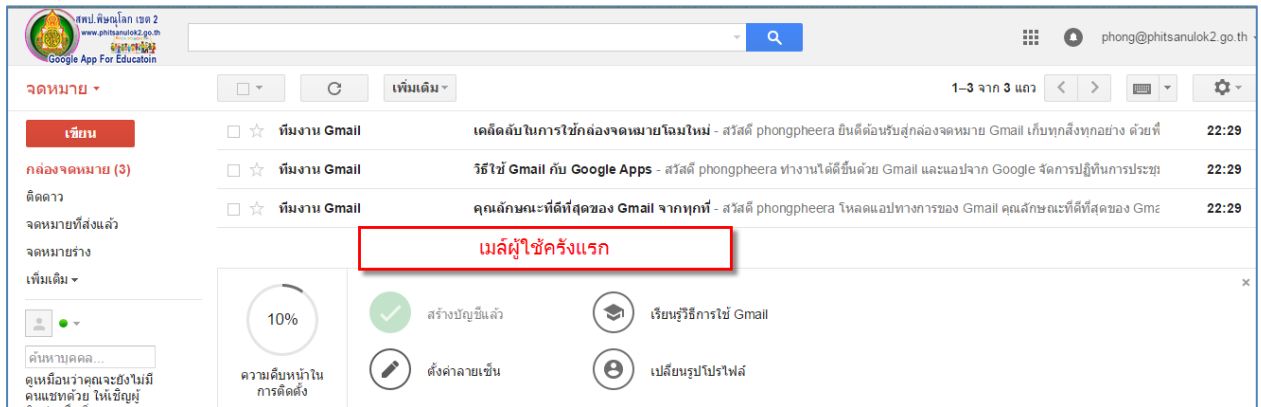 สพป.พิษณุโลก เขต 2
www.phitsanulok2.go.th
Google App For Educatoin
phong@phitsanulok2.go.th
จดหมาย
เพิ่มเติม
1–3 จาก 3 แถว
เขียน
กล่องจดหมาย (3)
ติดดาว
จดหมายที่ส่งแล้ว
จดหมายร่าง
เพิ่มเติม
ค้นหาบุคคล...
ดูเหมือนว่าคุณจะยังไม่มี
คนแชทด้วย ให้เชิญผู้
ทีมงาน Gmail เคล็ดลับในการใช้กล่องจดหมายโฉมใหม่ - สวัสดี phongpheera ยินดีต้อนรับสู่กล่องจดหมาย Gmail เก็บทุกสิ่งทุกอย่าง ด้วยพื้ 22:29
ทีมงาน Gmail วิธีใช้ Gmail กับ Google Apps - สวัสดี phongpheera ทำงานได้ดีขึ้นด้วย Gmail และแอปจาก Google จัดการปฏิทินการประชุม 22:29
ทีมงาน Gmail คุณลักษณะที่ดีที่สุดของ Gmail จากทุกที่ - สวัสดี phongpheera โหลดแอปทางการของ Gmail คุณลักษณะที่ดีที่สุดของ Gma 22:29
เมล์ผู้ใช้ครั้งแรก
10%
ความคืบหน้าใน
การติดตั้ง
สร้างบัญชีแล้ว
เรียนรู้วิธีการใช้ Gmail
ตั้งค่าลายเซ็น
เปลี่ยนรูปโปรไฟล์